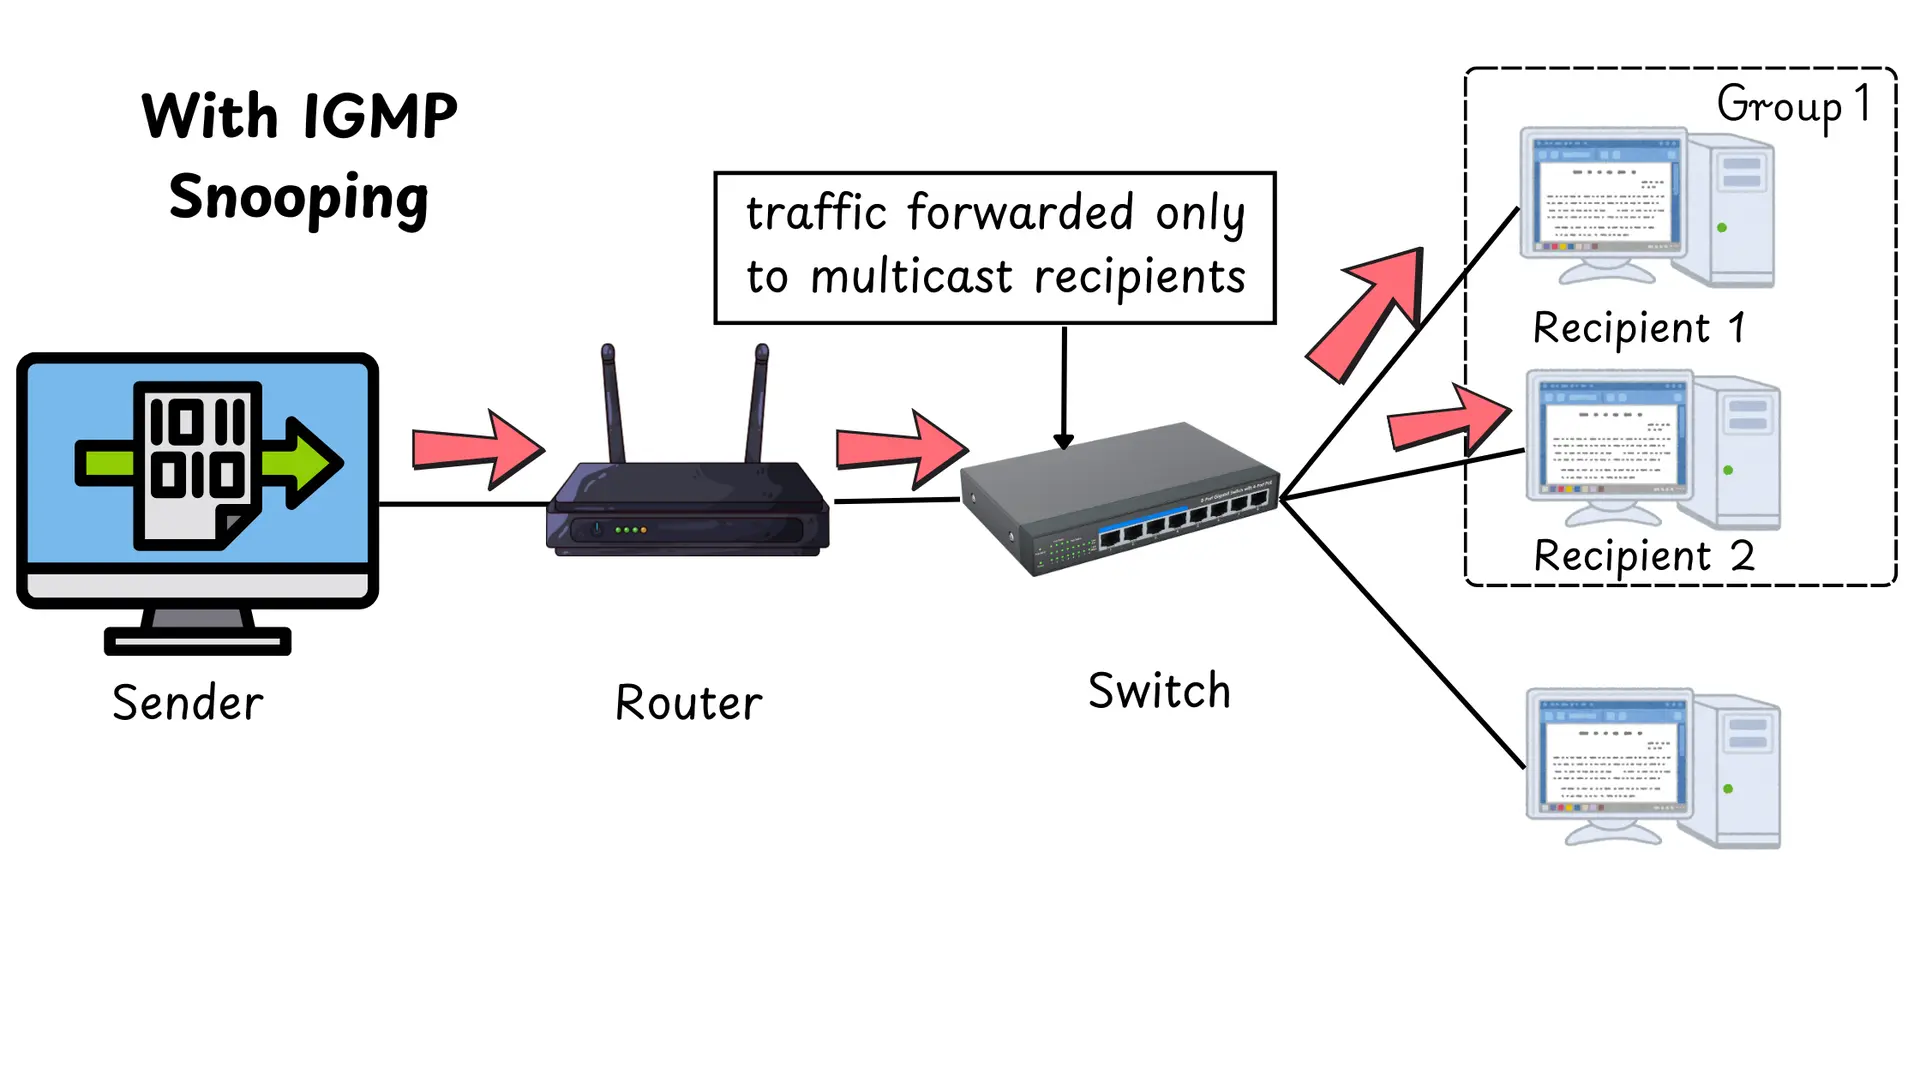 With IGMP
Snooping
Group 1
traffic forwarded only
to multicast recipients
Recipient 1
Recipient 2
Sender
Router
Switch